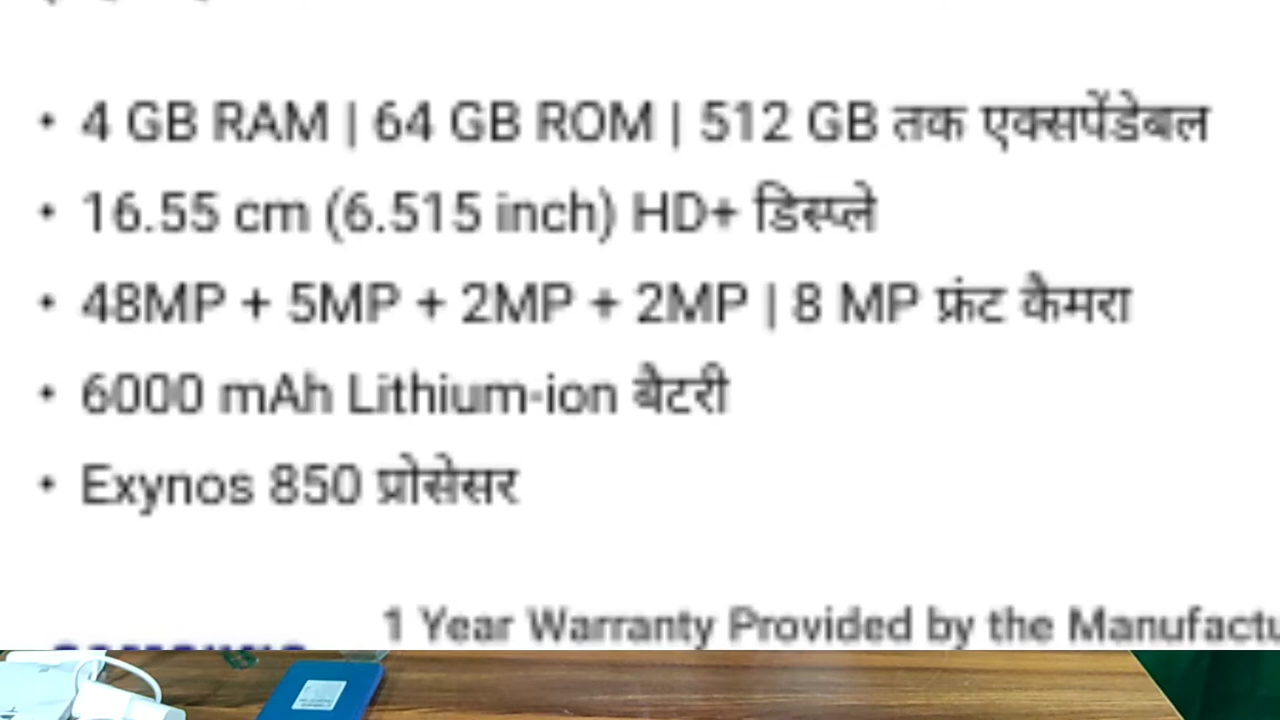 • 4 GB RAM | 64 GB ROM | 512 GB तक एक्सपेंडेबल
• 16.55 cm (6.515 inch) HD+ डिस्प्ले
• 48MP + 5MP + 2MP + 2MP | 8 MP फ्रंट कैमरा
• 6000 mAh Lithium-ion बैटरी
• Exynos 850 प्रोसेसर
1 Year Warranty Provided by the Manufactu